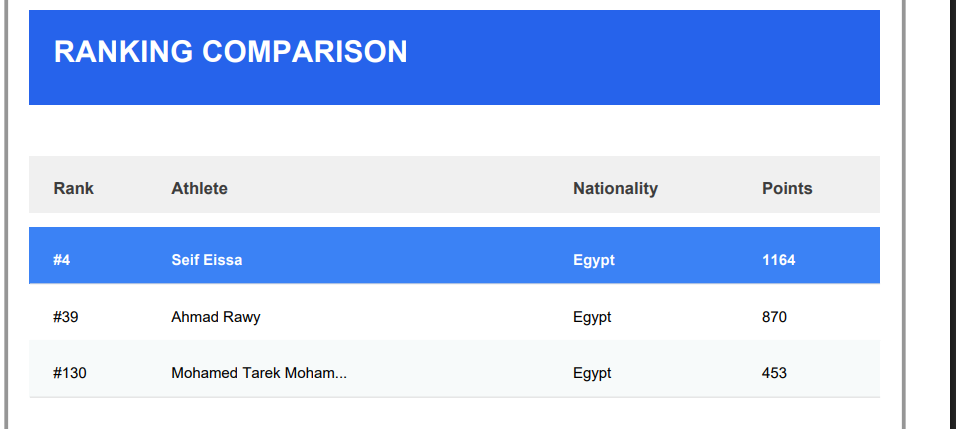 RANKING COMPARISON
Rank Athlete Nationality Points
#4 Seif Eissa Egypt 1164
#39 Ahmad Rawy Egypt 870
#130 Mohamed Tarek Moham... Egypt 453